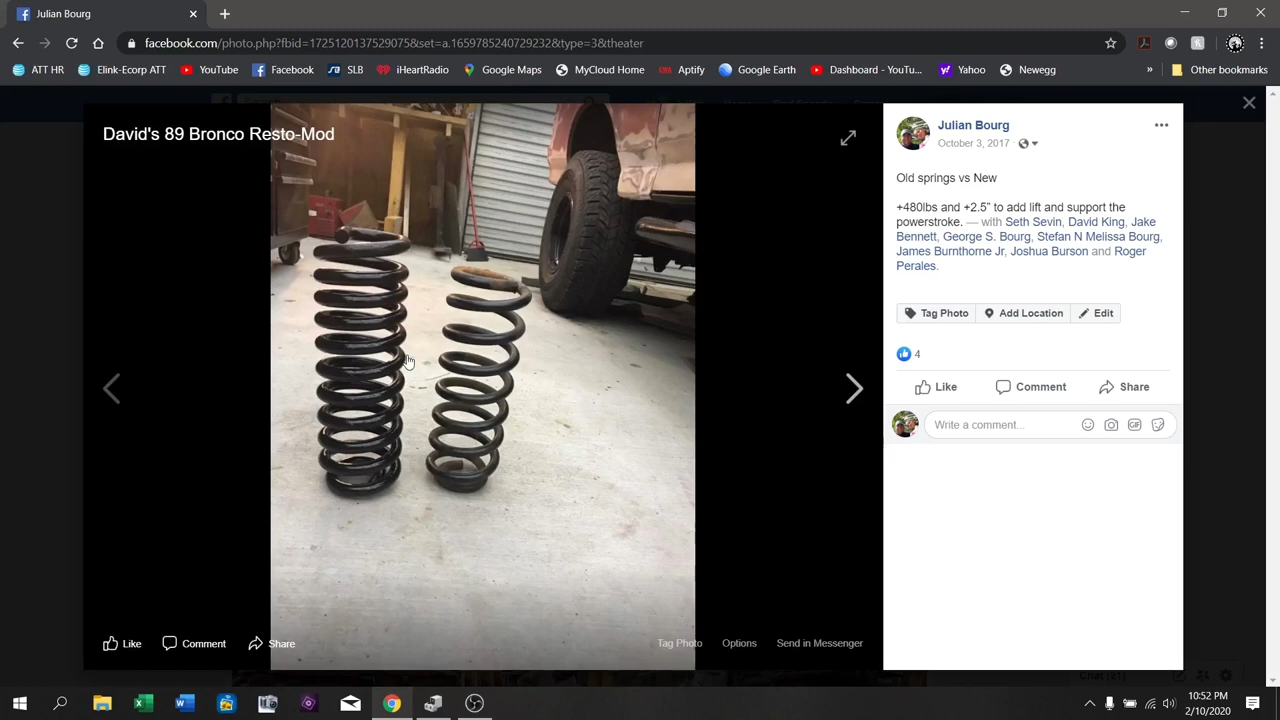 Julian Bourg
facebook.com/photo.php?fbid=17251201375290758&set=a.16597852407292328&type=3&theater
ATT HR
Elink-Ecorp ATT
YouTube
Facebook
SLB
iHeartRadio
Google Maps
MyCloud Home
Aptify
Google Earth
Dashboard - YouTu...
Yahoo
Newegg
»
Other bookmarks
David's 89 Bronco Resto-Mod
Julian Bourg
October 3, 2017 ·
Old springs vs New
+480lbs and +2.5" to add lift and support the
powerstroke. — with Seth Sevin, David King, Jake
Bennett, George S. Bourg, Stefan N Melissa Bourg,
James Burnthorne Jr, Joshua Burson and Roger
Perales.
Tag Photo
Add Location
Edit
4
Like
Comment
Share
Write a comment...
GIF
Like
Comment
Share
Tag Photo
Options
Send in Messenger
Chat (21)
10:52 PM
2/10/2020